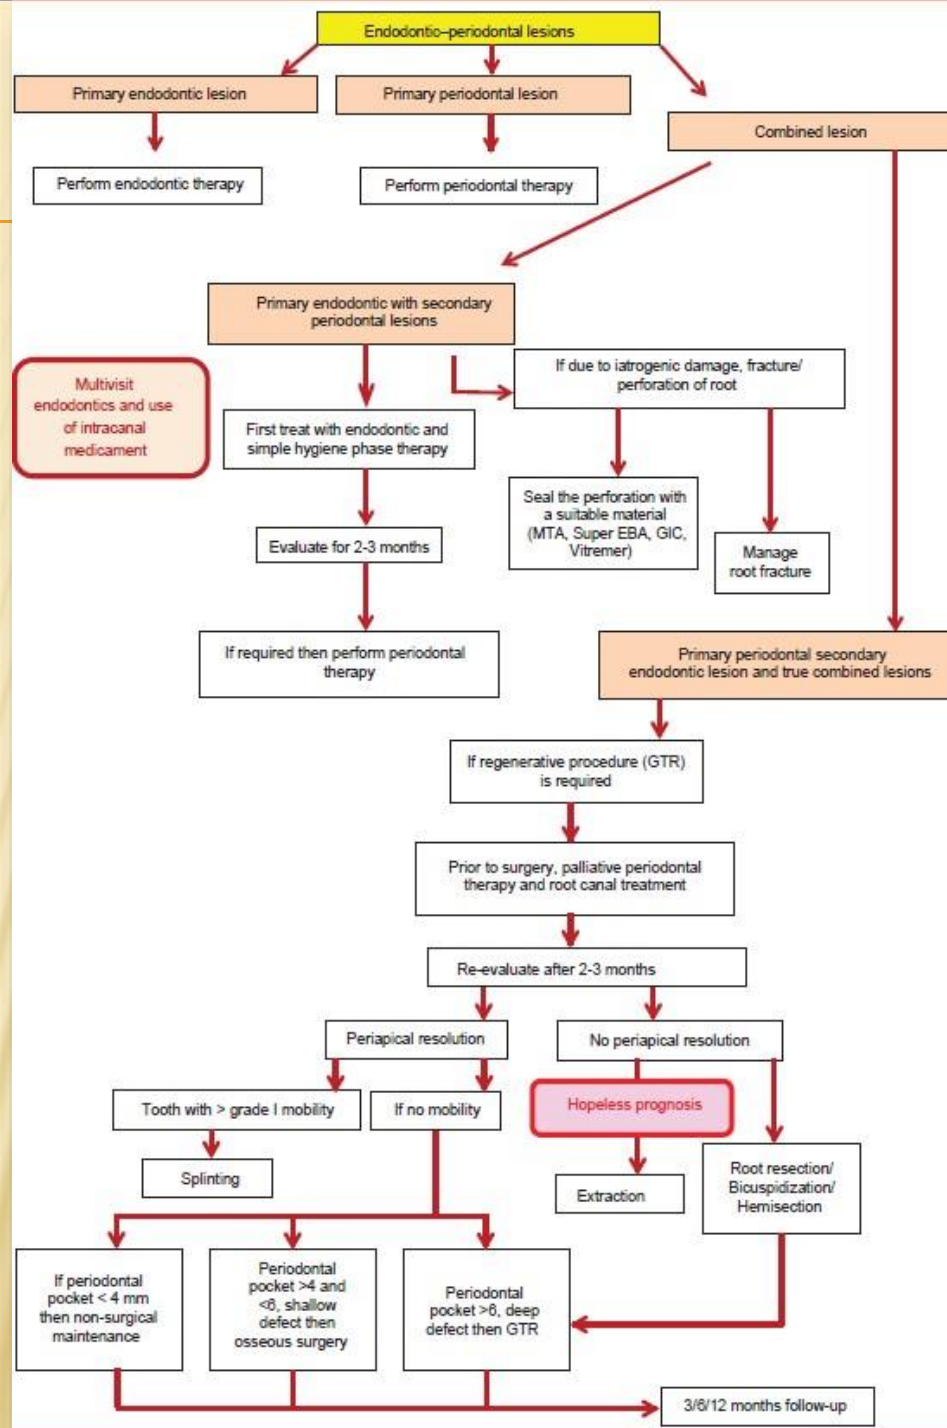 Endodontic–periodontal lesions
Primary endodontic lesion
Primary periodontal lesion
Combined lesion
Perform endodontic therapy
Perform periodontal therapy
Primary endodontic with secondary
periodontal lesions
Multivisit
endodontics and use
of intracanal
medicament
If due to iatrogenic damage, fracture/
perforation of root
First treat with endodontic and
simple hygiene phase therapy
Seal the perforation with
a suitable material
(MTA, Super EBA, GIC,
Vitremer)
Manage
root fracture
Evaluate for 2-3 months
If required then perform periodontal
therapy
Primary periodontal secondary
endodontic lesion and true combined lesions
If regenerative procedure (GTR)
is required
Prior to surgery, palliative periodontal
therapy and root canal treatment
Re-evaluate after 2-3 months
Periapical resolution
No periapical resolution
Tooth with > grade I mobility
If no mobility
Hopeless prognosis
Splinting
Extraction
Root resection/
Bicuspidization/
Hemisection
If periodontal
pocket < 4 mm
then non-surgical
maintenance
Periodontal
pocket >4 and
<6, shallow
defect then
osseous surgery
Periodontal
pocket >6, deep
defect then GTR
3/6/12 months follow-up